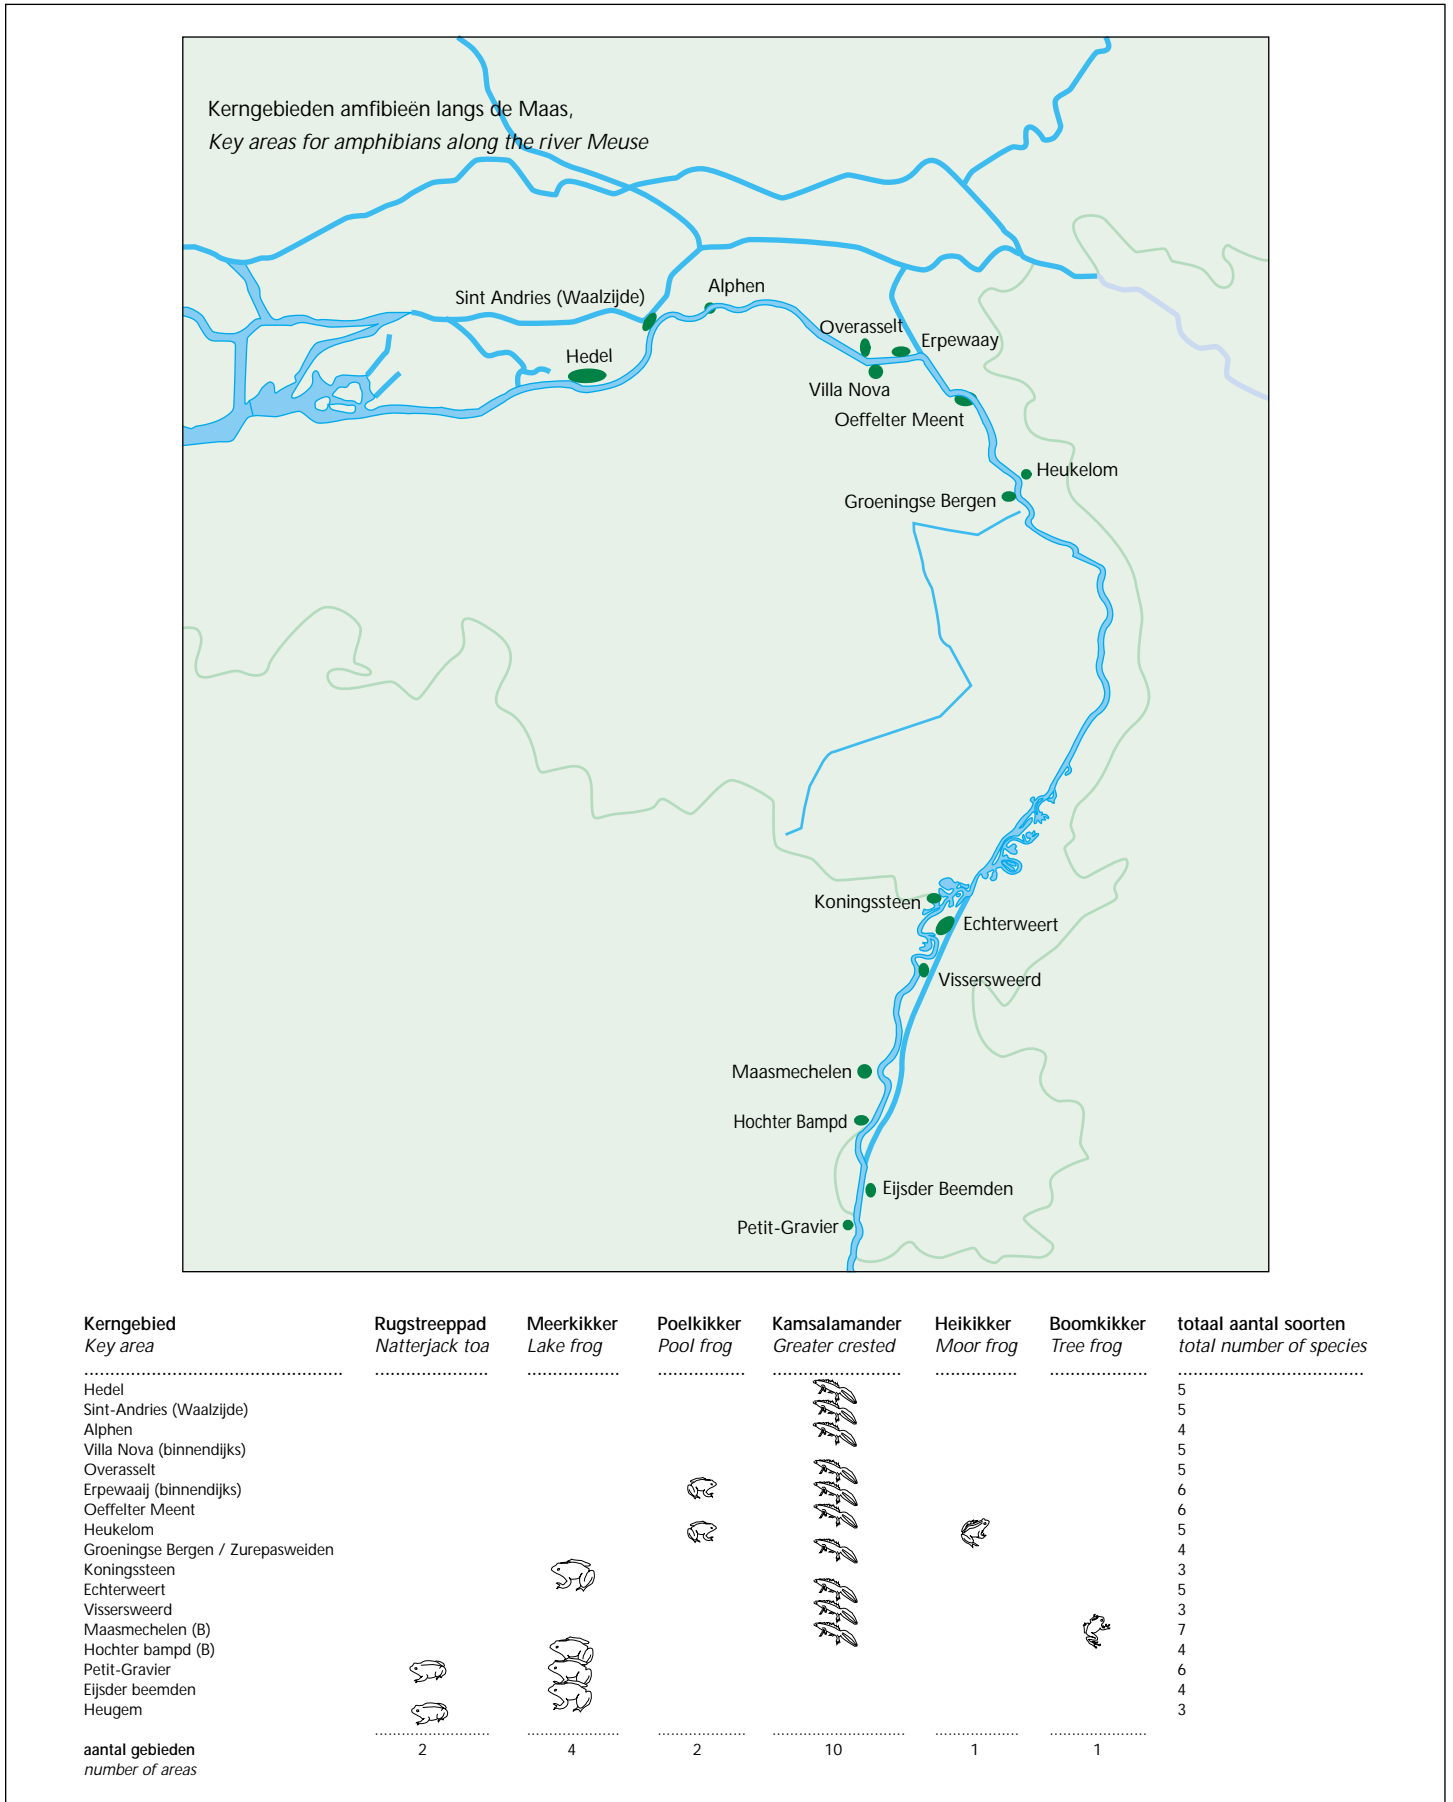 Kerngebieden amfibieën langs de Maas,
Key areas for amphibians along the river Meuse
Alphen
Sint Andries (Waalzijde)
Overasselt
Erpewaay
Hedel
Villa Nova
Oeffelter Meent
Heukelom
Groeningse Bergen
Koningssteen
Echterweert
Vissersweerd
Maasmechelen
Hochter Bampd
Eijsder Beemden
Petit-Gravier
Kerngebied Rugstreeppad Meerkikker Poelkikker Kamsalamander Heikikker Boomkikker totaal aantal soorten
Key area Natterjack toa Lake frog Pool frog Greater crested Moor frog Tree frog total number of species
Hedel 5
Sint-Andries (Waalzijde) 5
Alphen 4
Villa Nova (binnendijks) 5
Overasselt 5
Erpewaaij (binnendijks) 6
Oeffelter Meent 6
Heukelom 5
Groeningse Bergen / Zurepasweiden 4
Koningssteen 3
Echterweert 5
Vissersweerd 3
Maasmechelen (B) 7
Hochter bampd (B) 4
Petit-Gravier 6
Eijsder beemden 4
Heugem 3
aantal gebieden 2 4 2 10 1 1
number of areas